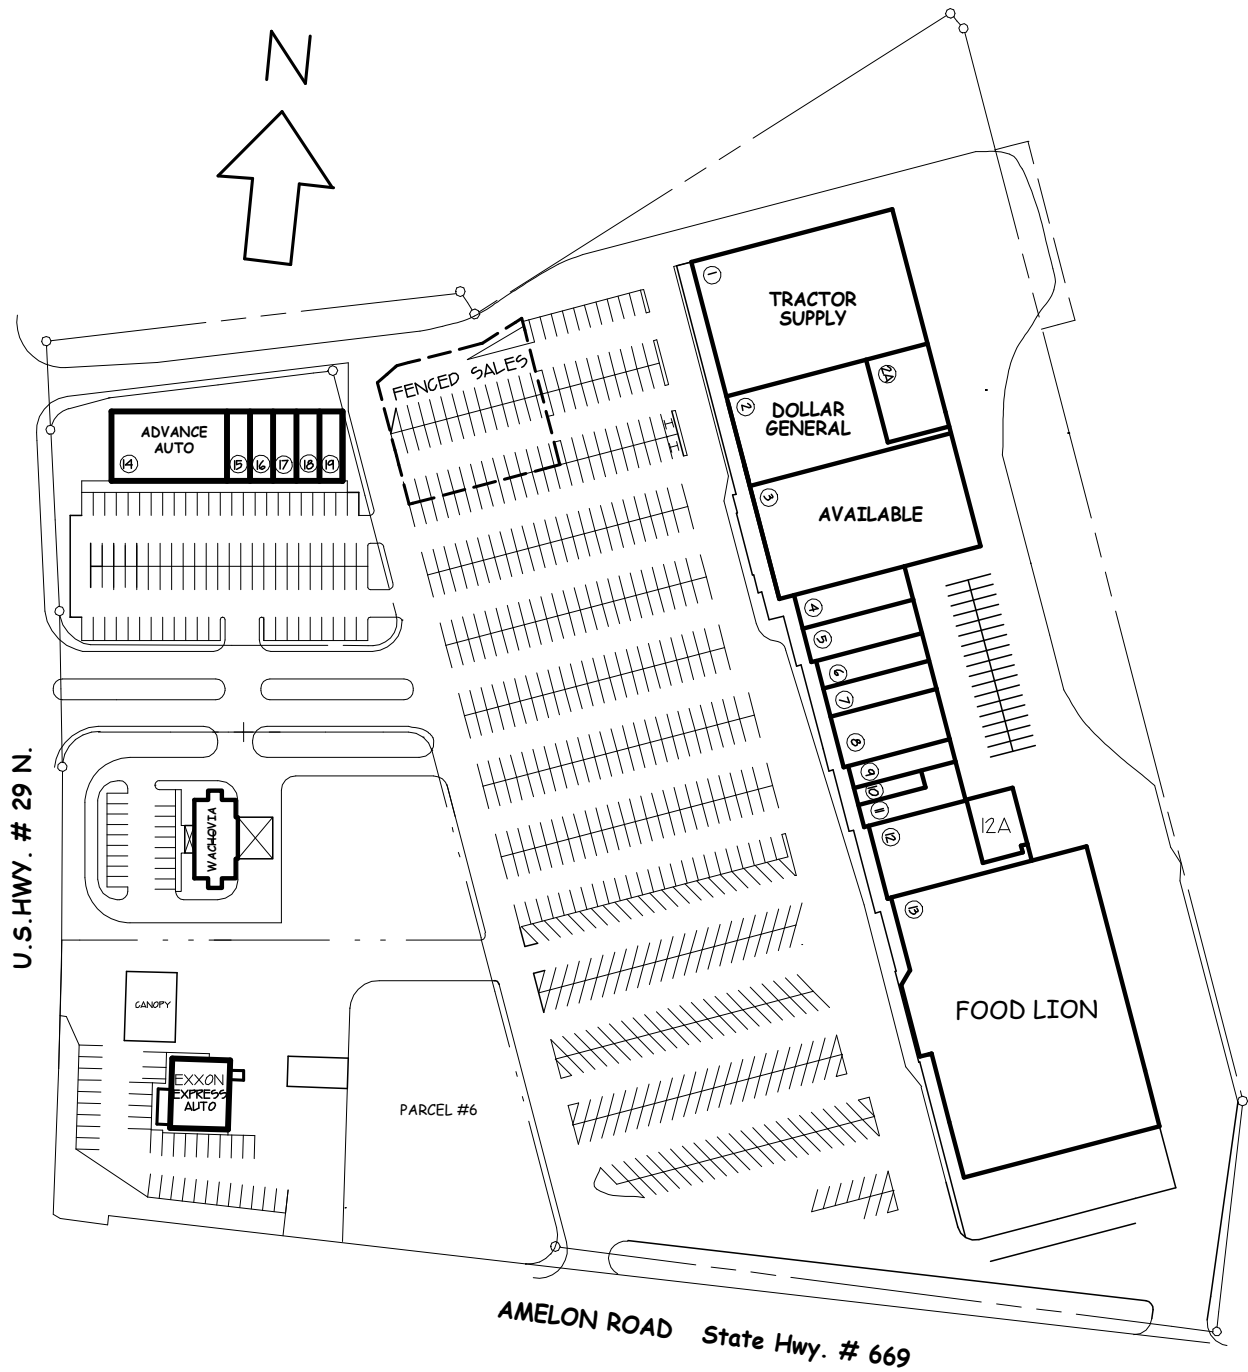 N
1
TRACTOR
SUPPLY
2
DOLLAR
GENERAL
2A
FENCED SALES
ADVANCE
AUTO
14
15
16
17
18
19
3
AVAILABLE
4
5
6
7
8
9
10
11
12
12A
13
FOOD LION
U.S.HWY. # 29 N.
WACHOVIA
CANOPY
EXXON
EXPRESS
AUTO
PARCEL #6
AMELON ROAD State Hwy. # 669